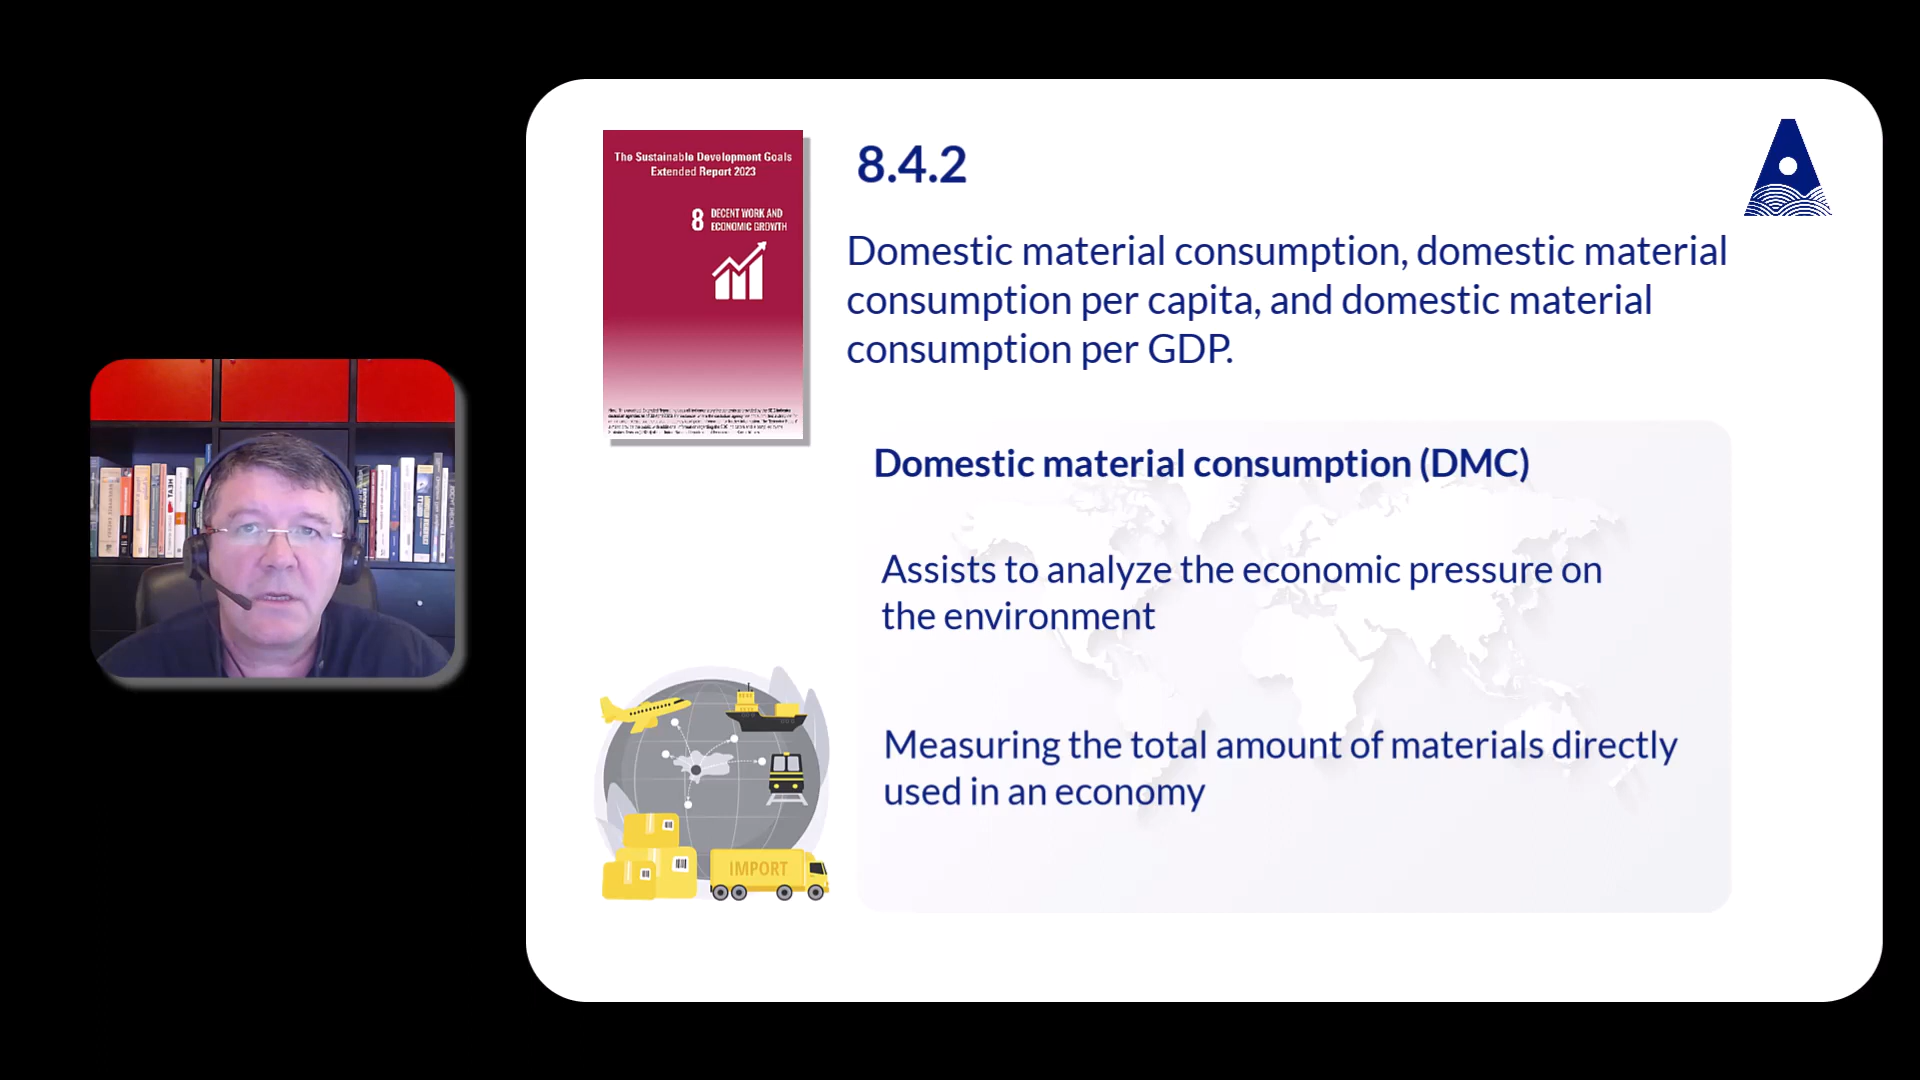 The Sustainable Development Goals
Extended Report 2023
8 DECENT WORK AND
ECONOMIC GROWTH
8.4.2
Domestic material consumption, domestic material
consumption per capita, and domestic material
consumption per GDP.
Domestic material consumption (DMC)
Assists to analyze the economic pressure on
the environment
Measuring the total amount of materials directly
used in an economy
IMPORT